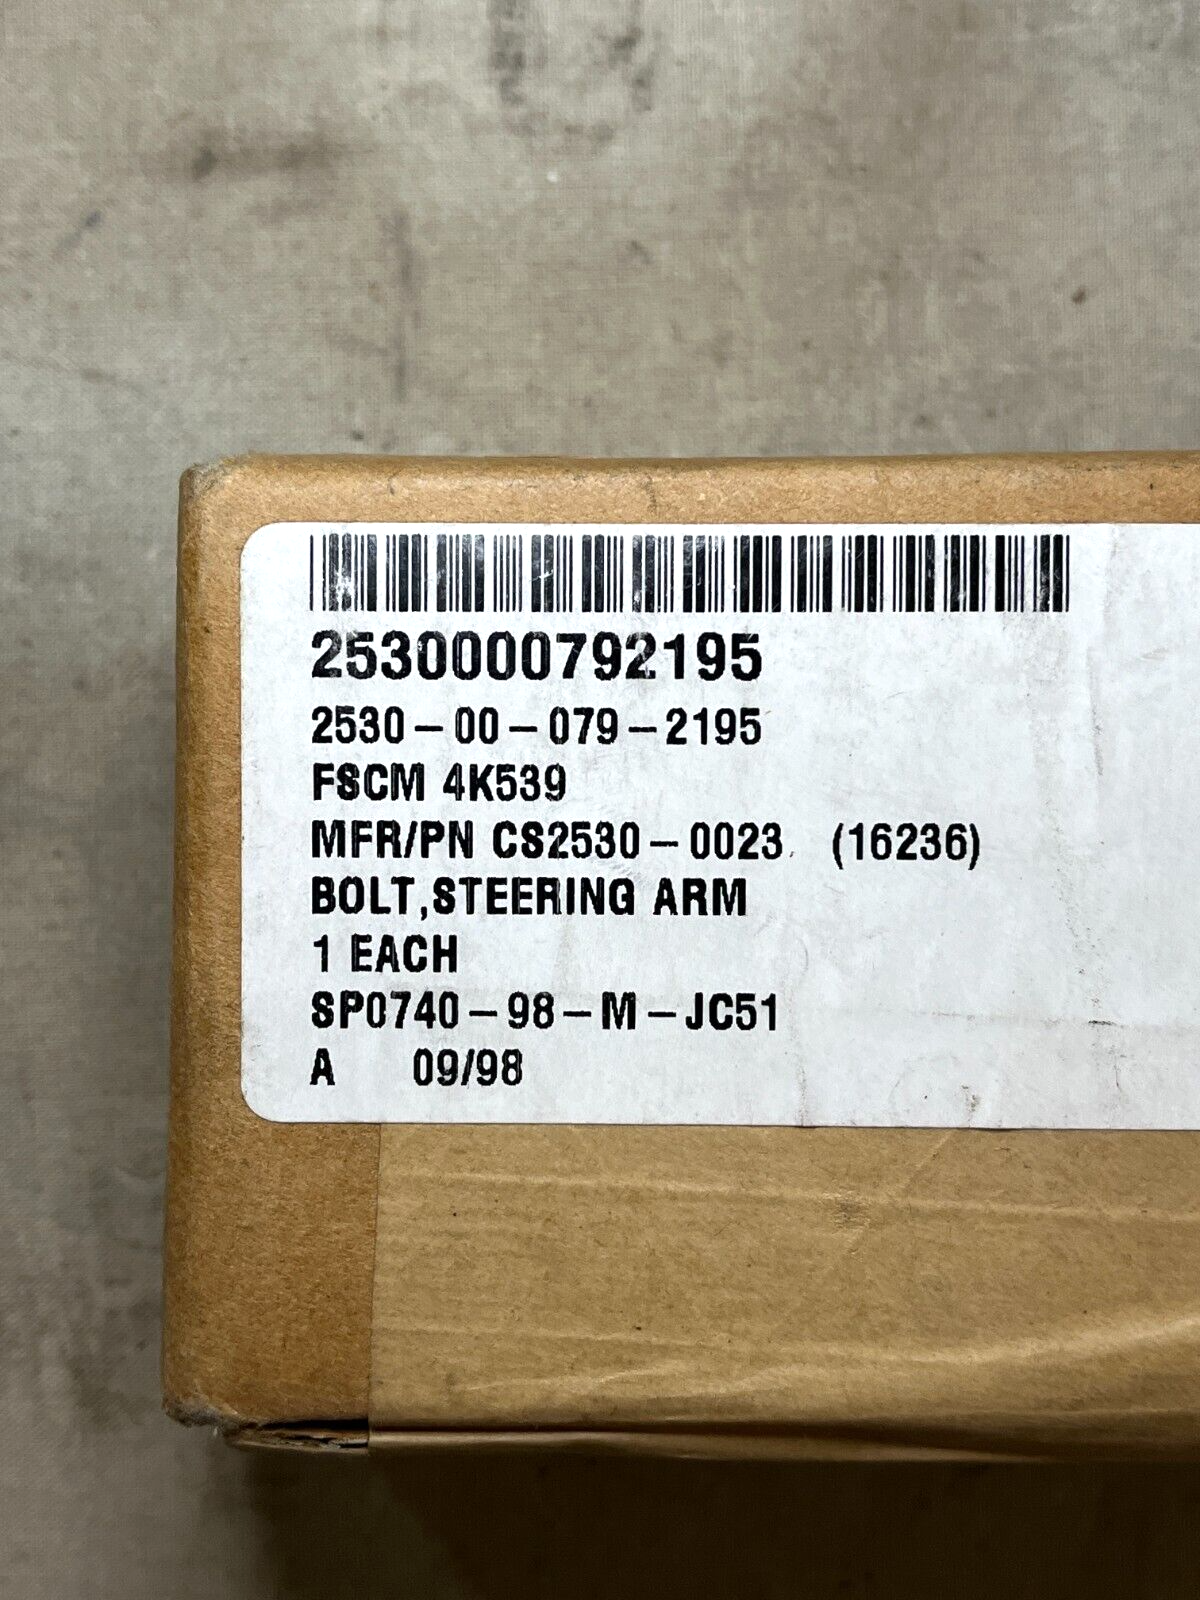 2530000792195
2530-00-079-2195
FSCM 4K539
MFR/PN CS2530-0023 (16236)
BOLT,STEERING ARM
1 EACH
SP0740-98-M-JC51
A 09/98